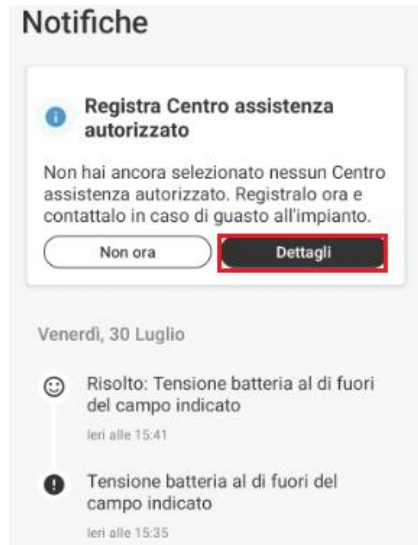 Notifiche
Registra Centro assistenza
autorizzato
Non hai ancora selezionato nessun Centro
assistenza autorizzato. Registralo ora e
contattalo in caso di guasto all'impianto.
Non ora
Dettagli
Venerdì, 30 Luglio
Risolto: Tensione batteria al di fuori
del campo indicato
Ieri alle 15:41
Tensione batteria al di fuori del
campo indicato
Ieri alle 15:35